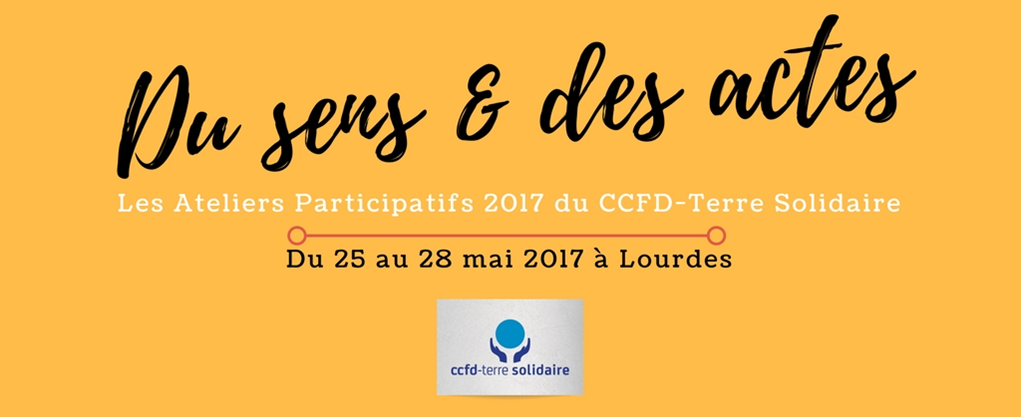 Du sens & des actes
Les Ateliers Participatifs 2017 du CCFD-Terre Solidaire
Du 25 au 28 mai 2017 à Lourdes
ccfd-terre solidaire